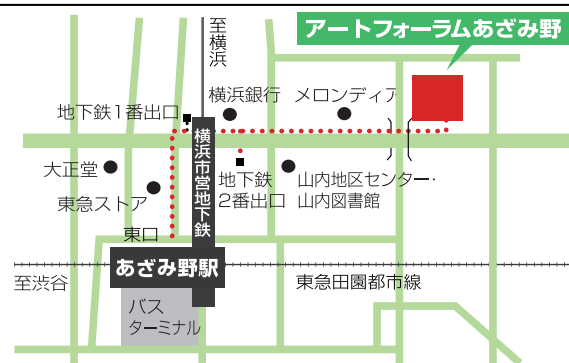 アートフォーラムあざみ野
至横浜
地下鉄1番出口
横浜銀行
メロンディア
横浜市営地下鉄
大正堂
東急ストア
地下鉄
2番出口
山内地区センター・
山内図書館
東口
あざみ野駅
至渋谷
東急田園都市線
バス
ターミナル